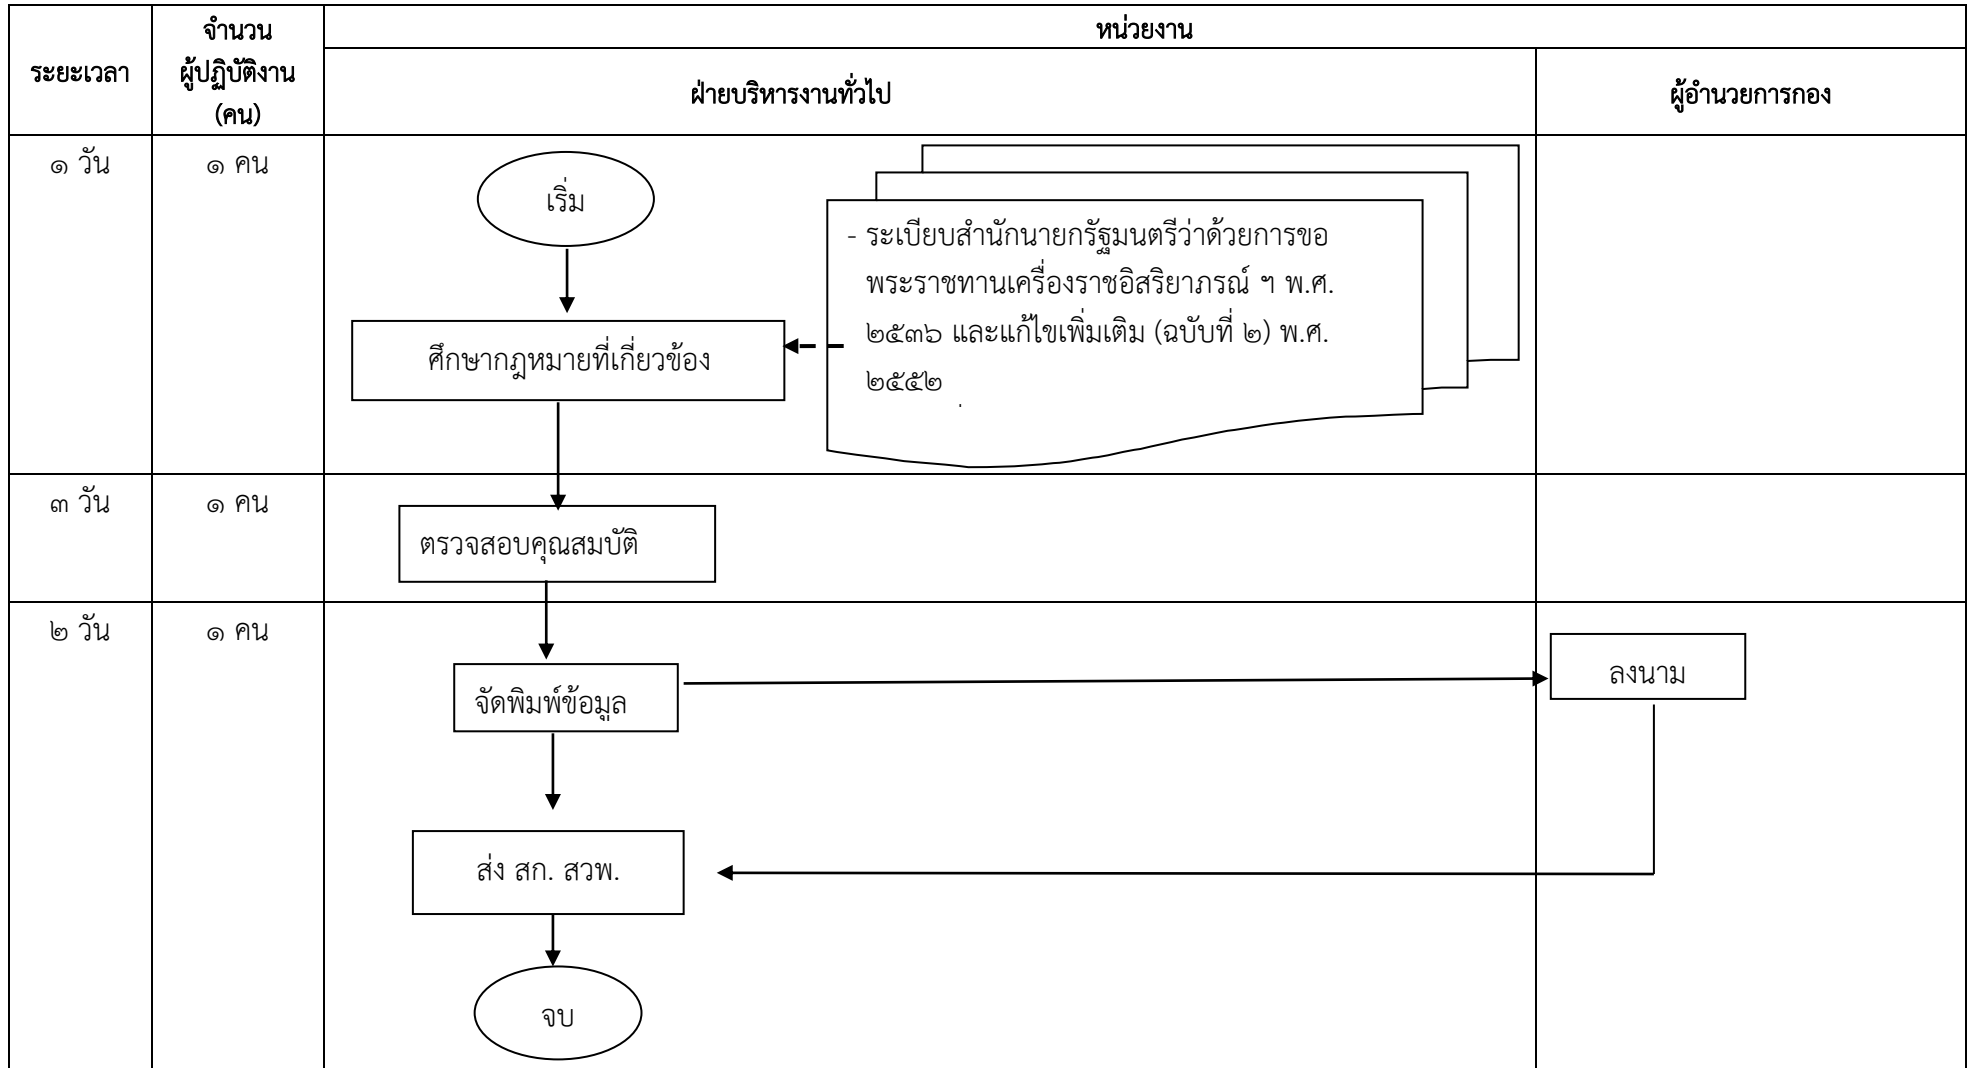 ระยะเวลา
จำนวน
ผู้ปฏิบัติงาน
(คน)
หน่วยงาน
ฝ่ายบริหารงานทั่วไป
ผู้อำนวยการกอง
๑ วัน
๑ คน
เริ่ม
- ระเบียบสำนักนายกรัฐมนตรีว่าด้วยการขอ
พระราชทานเครื่องราชอิสริยาภรณ์ ฯ พ.ศ.
๒๕๓๖ และแก้ไขเพิ่มเติม (ฉบับที่ ๒) พ.ศ.
๒๕๕๒
ศึกษากฎหมายที่เกี่ยวข้อง
๓ วัน
๑ คน
ตรวจสอบคุณสมบัติ
๒ วัน
๑ คน
จัดพิมพ์ข้อมูล
ลงนาม
ส่ง สก. สวพ.
จบ